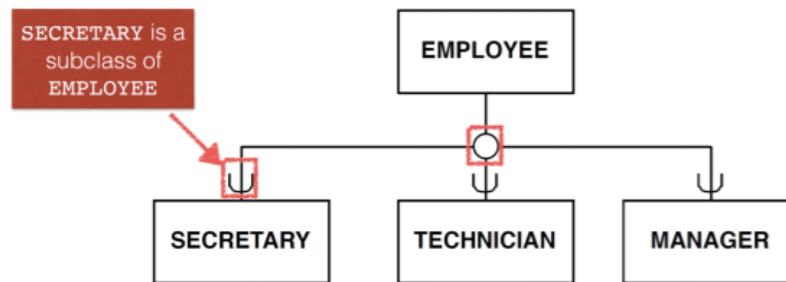 SECRETARY is a
subclass of
EMPLOYEE
EMPLOYEE
SECRETARY
TECHNICIAN
MANAGER